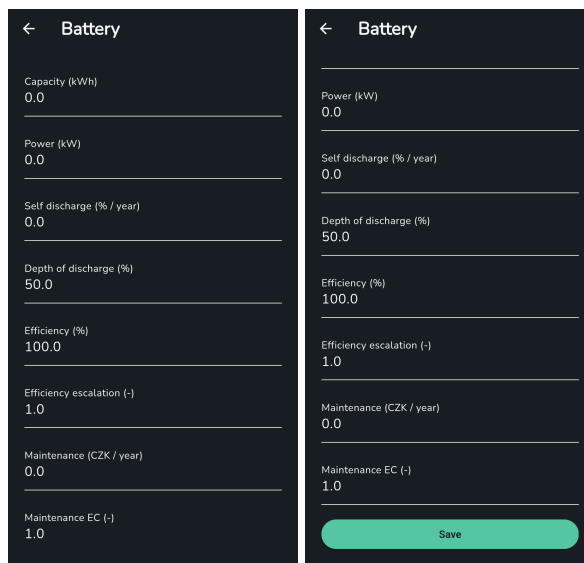 Battery
Capacity (kWh)
0.0
Power (kW)
0.0
Self discharge (% / year)
0.0
Depth of discharge (%)
50.0
Efficiency (%)
100.0
Efficiency escalation (-)
1.0
Maintenance (CZK / year)
0.0
Maintenance EC (-)
1.0
Battery
Power (kW)
0.0
Self discharge (% / year)
0.0
Depth of discharge (%)
50.0
Efficiency (%)
100.0
Efficiency escalation (-)
1.0
Maintenance (CZK / year)
0.0
Maintenance EC (-)
1.0
Save